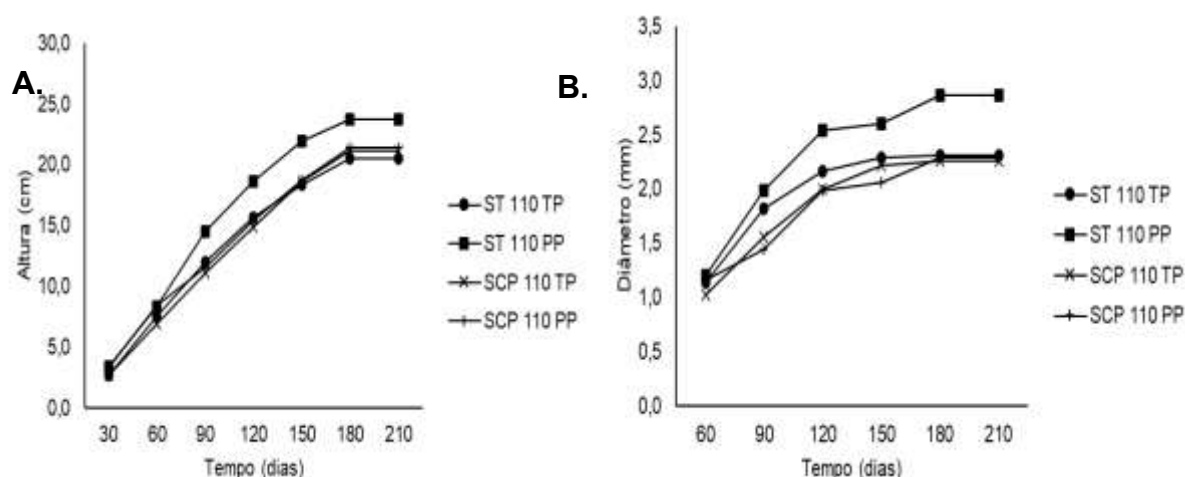 A.
Altura (cm)
30,0
25,0
20,0
15,0
10,0
5,0
0,0
30 60 90 120 150 180 210
Tempo (dias)
ST 110 TP
ST 110 PP
SCP 110 TP
SCP 110 PP
B.
Diâmetro (mm)
3,5
3,0
2,5
2,0
1,5
1,0
0,5
0,0
60 90 120 150 180 210
Tempo (dias)
ST 110 TP
ST 110 PP
SCP 110 TP
SCP 110 PP